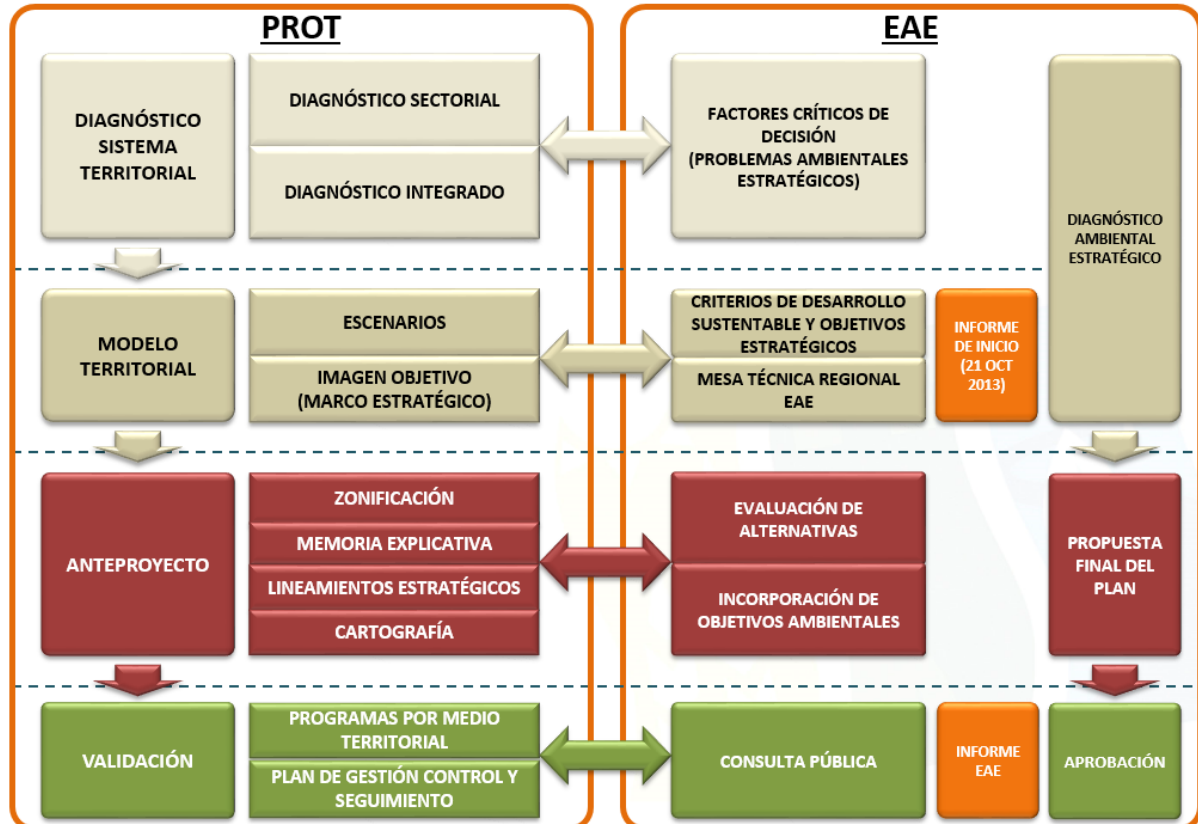 PROT
EAE
DIAGNÓSTICO
SISTEMA
TERRITORIAL
DIAGNÓSTICO SECTORIAL
DIAGNÓSTICO INTEGRADO
FACTORES CRÍTICOS DE
DECISIÓN
(PROBLEMAS AMBIENTALES
ESTRATÉGICOS)
DIAGNÓSTICO
AMBIENTAL
ESTRATÉGICO
MODELO
TERRITORIAL
ESCENARIOS
IMAGEN OBJETIVO
(MARCO ESTRATÉGICO)
CRITERIOS DE DESARROLLO
SUSTENTABLE Y OBJETIVOS
ESTRATÉGICOS
MESA TÉCNICA REGIONAL
EAE
INFORME
DE INICIO
(21 OCT
2013)
ANTEPROYECTO
ZONIFICACIÓN
MEMORIA EXPLICATIVA
LINEAMIENTOS ESTRATÉGICOS
CARTOGRAFÍA
EVALUACIÓN DE
ALTERNATIVAS
INCORPORACIÓN DE
OBJETIVOS AMBIENTALES
PROPUESTA
FINAL DEL
PLAN
VALIDACIÓN
PROGRAMAS POR MEDIO
TERRITORIAL
PLAN DE GESTIÓN CONTROL Y
SEGUIMIENTO
CONSULTA PÚBLICA
INFORME
EAE
APROBACIÓN